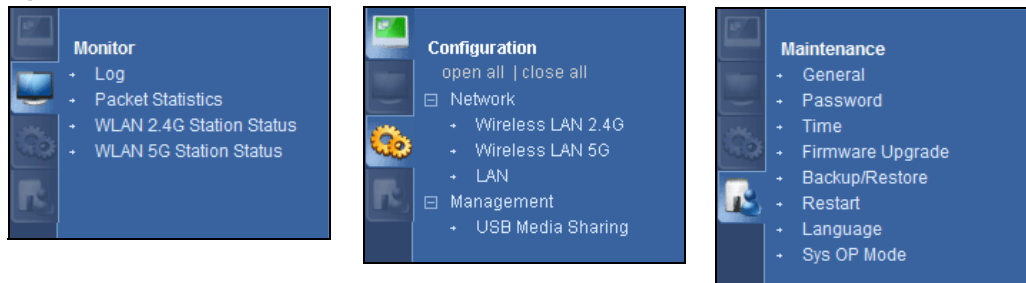 Monitor
Log
Packet Statistics
WLAN 2.4G Station Status
WLAN 5G Station Status
Configuration
open all | close all
Network
Wireless LAN 2.4G
Wireless LAN 5G
LAN
Management
USB Media Sharing
Maintenance
General
Password
Time
Firmware Upgrade
Backup/Restore
Restart
Language
Sys OP Mode